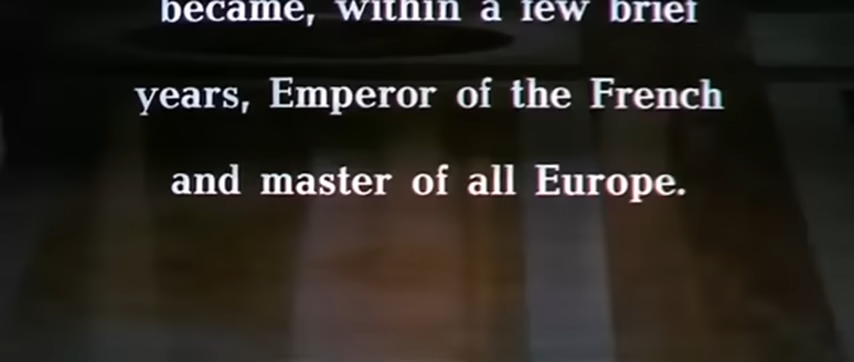 became, within a few brief
years, Emperor of the French
and master of all Europe.